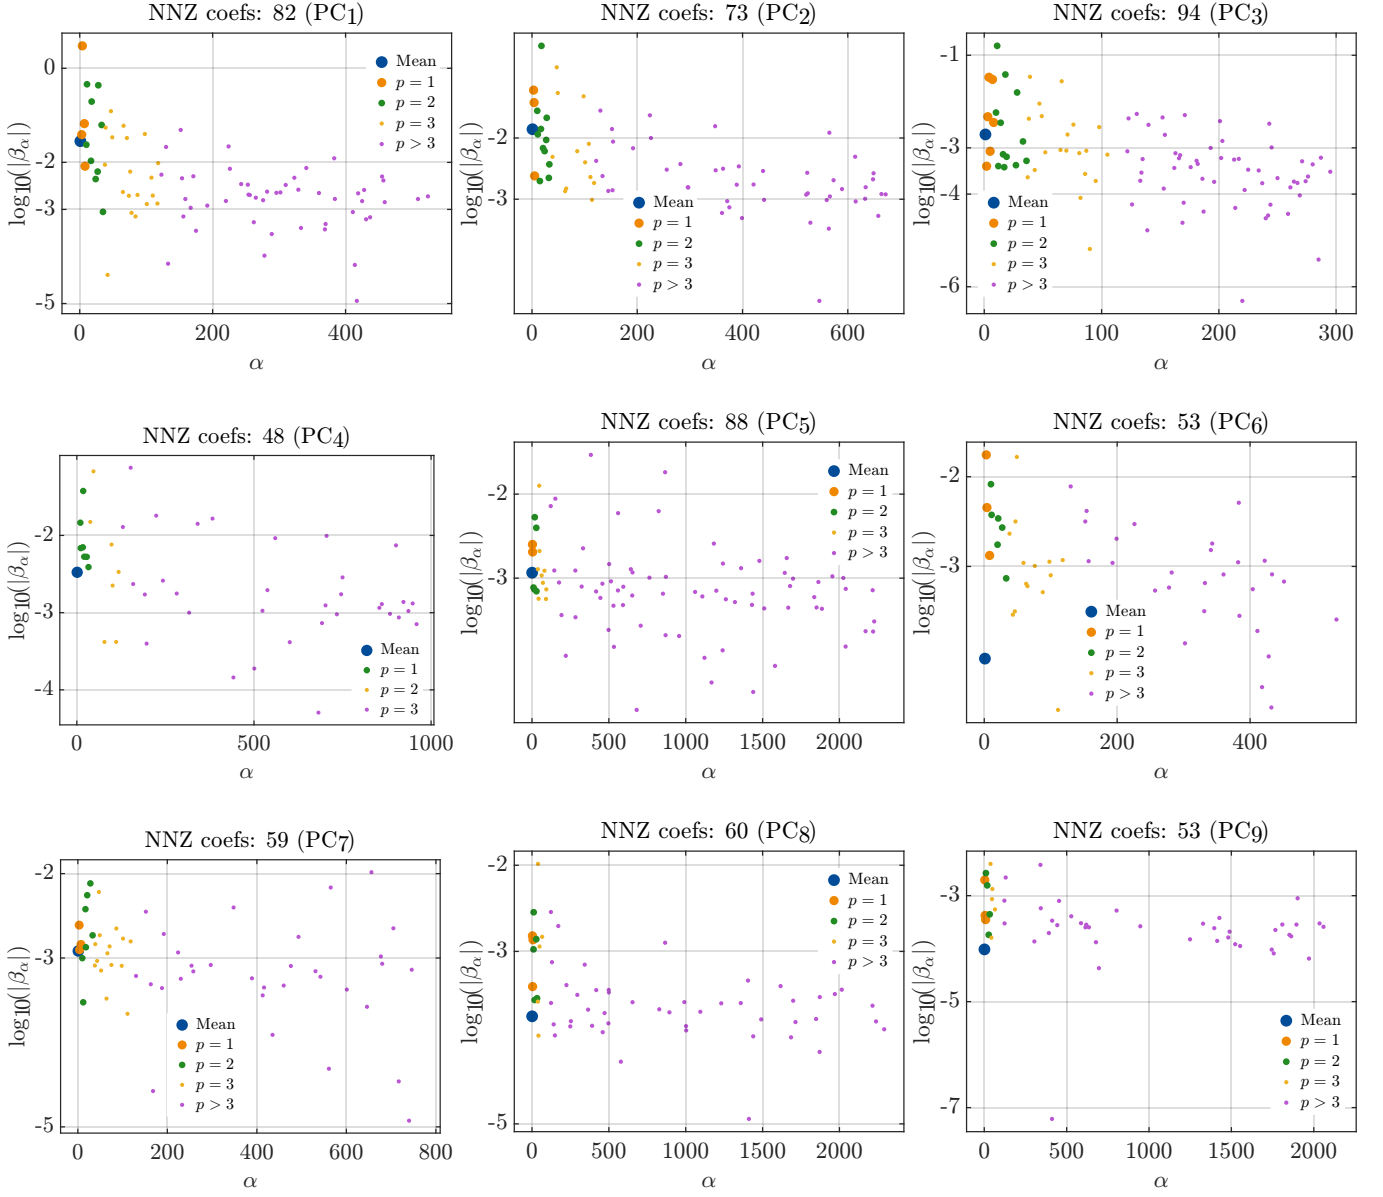 NNZ coefs: 82 (PC1)
log10(|βα|)
0
-2
-3
-5
0
200
400
α
Mean
p = 1
p = 2
p = 3
p > 3
NNZ coefs: 73 (PC2)
log10(|βα|)
-2
-3
0
200
400
600
α
Mean
p = 1
p = 2
p = 3
p > 3
NNZ coefs: 94 (PC3)
log10(|βα|)
-1
-3
-4
-6
0
100
200
300
α
Mean
p = 1
p = 2
p = 3
p > 3
NNZ coefs: 48 (PC4)
log10(|βα|)
-2
-3
-4
0
500
1000
α
Mean
p = 1
p = 2
p = 3
NNZ coefs: 88 (PC5)
log10(|βα|)
-2
-3
0
500
1000
1500
2000
α
Mean
p = 1
p = 2
p = 3
p > 3
NNZ coefs: 53 (PC6)
log10(|βα|)
-2
-3
0
200
400
α
Mean
p = 1
p = 2
p = 3
p > 3
NNZ coefs: 59 (PC7)
log10(|βα|)
-2
-3
-5
0
200
400
600
800
α
Mean
p = 1
p = 2
p = 3
p > 3
NNZ coefs: 60 (PC8)
log10(|βα|)
-2
-3
-5
0
500
1000
1500
2000
α
Mean
p = 1
p = 2
p = 3
p > 3
NNZ coefs: 53 (PC9)
log10(|βα|)
-3
-5
-7
0
500
1000
1500
2000
α
Mean
p = 1
p = 2
p = 3
p > 3